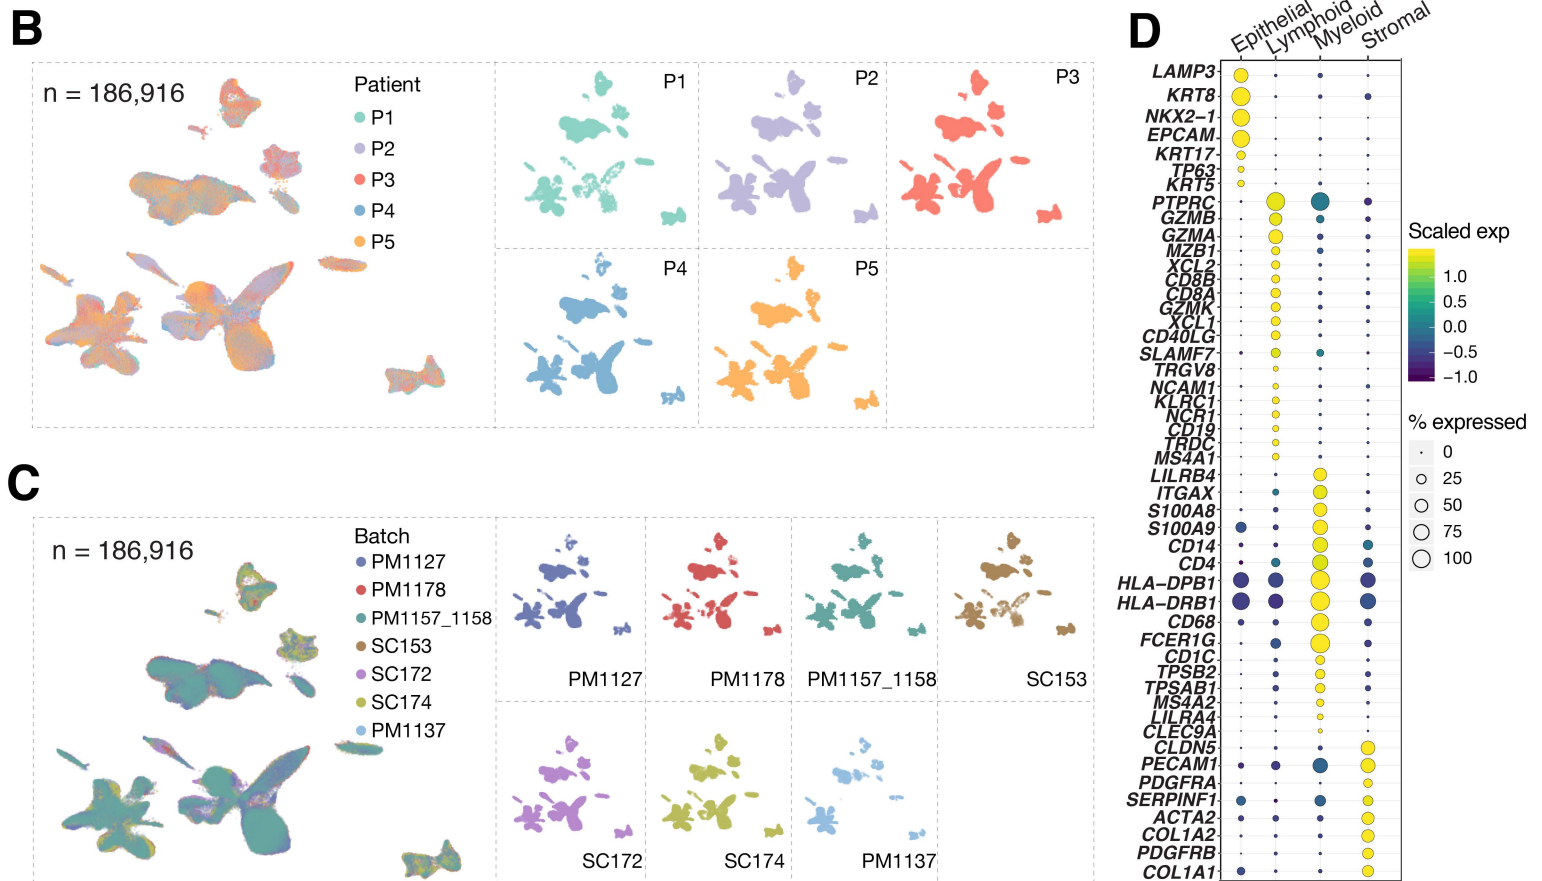 B
n = 186,916
Patient
P1
P2
P3
P4
P5
P1
P2
P3
P4
P5
C
n = 186,916
Batch
PM1127
PM1178
PM1157_1158
SC153
SC172
SC174
PM1137
PM1127
PM1178
PM1157_1158
SC153
SC172
SC174
PM1137
D
Epithelial
Lymphoid
Myeloid
Stromal
LAMP3
KRT8
NKX2−1
EPCAM
KRT17
TP63
KRT5
PTPRC
GZMB
GZMA
MZB1
XCL2
CD8B
CD8A
GZMK
XCL1
CD40LG
SLAMF7
TRGV8
NCAM1
KLRC1
NCR1
CD19
TRDC
MS4A1
LILRB4
ITGAX
S100A8
S100A9
CD14
CD4
HLA−DPB1
HLA−DRB1
CD68
FCER1G
CD1C
TPSB2
TPSAB1
MS4A2
LILRA4
CLEC9A
CLDN5
PECAM1
PDGFRA
SERPINF1
ACTA2
COL1A2
PDGFRB
COL1A1
Scaled exp
1.0
0.5
0.0
−0.5
−1.0
% expressed
0
25
50
75
100